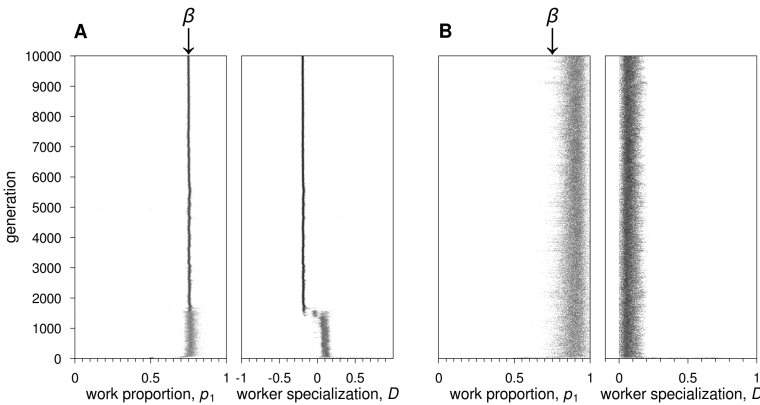 β β
A B
10000
9000
8000
7000
6000
5000
4000
3000
2000
1000
0
generation
0 0.5 1 -1 -0.5 0 0.5 1 0 0.5 1 0 1
work proportion, p1 worker specialization, D work proportion, p1 worker specialization, D